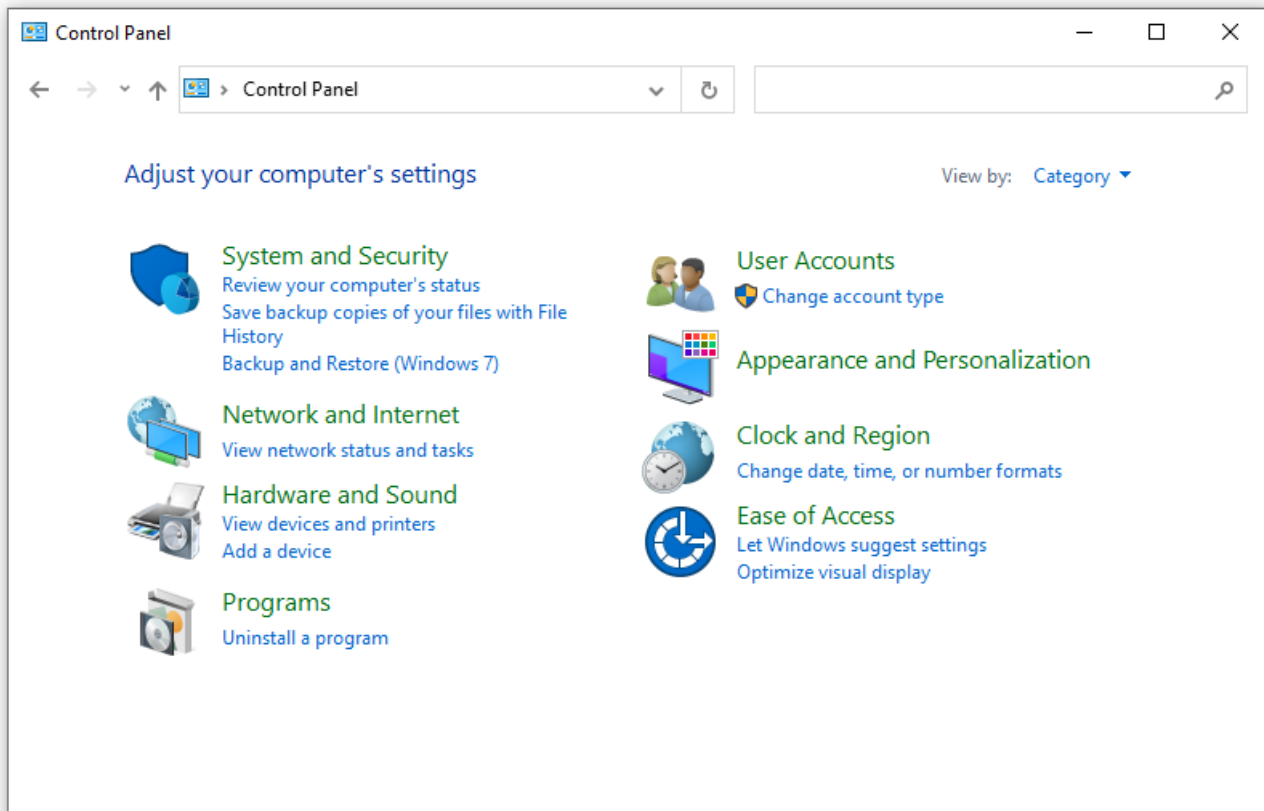 Control Panel
Control Panel
Adjust your computer's settings
View by: Category
System and Security
Review your computer's status
Save backup copies of your files with File
History
Backup and Restore (Windows 7)
Network and Internet
View network status and tasks
Hardware and Sound
View devices and printers
Add a device
Programs
Uninstall a program
User Accounts
Change account type
Appearance and Personalization
Clock and Region
Change date, time, or number formats
Ease of Access
Let Windows suggest settings
Optimize visual display